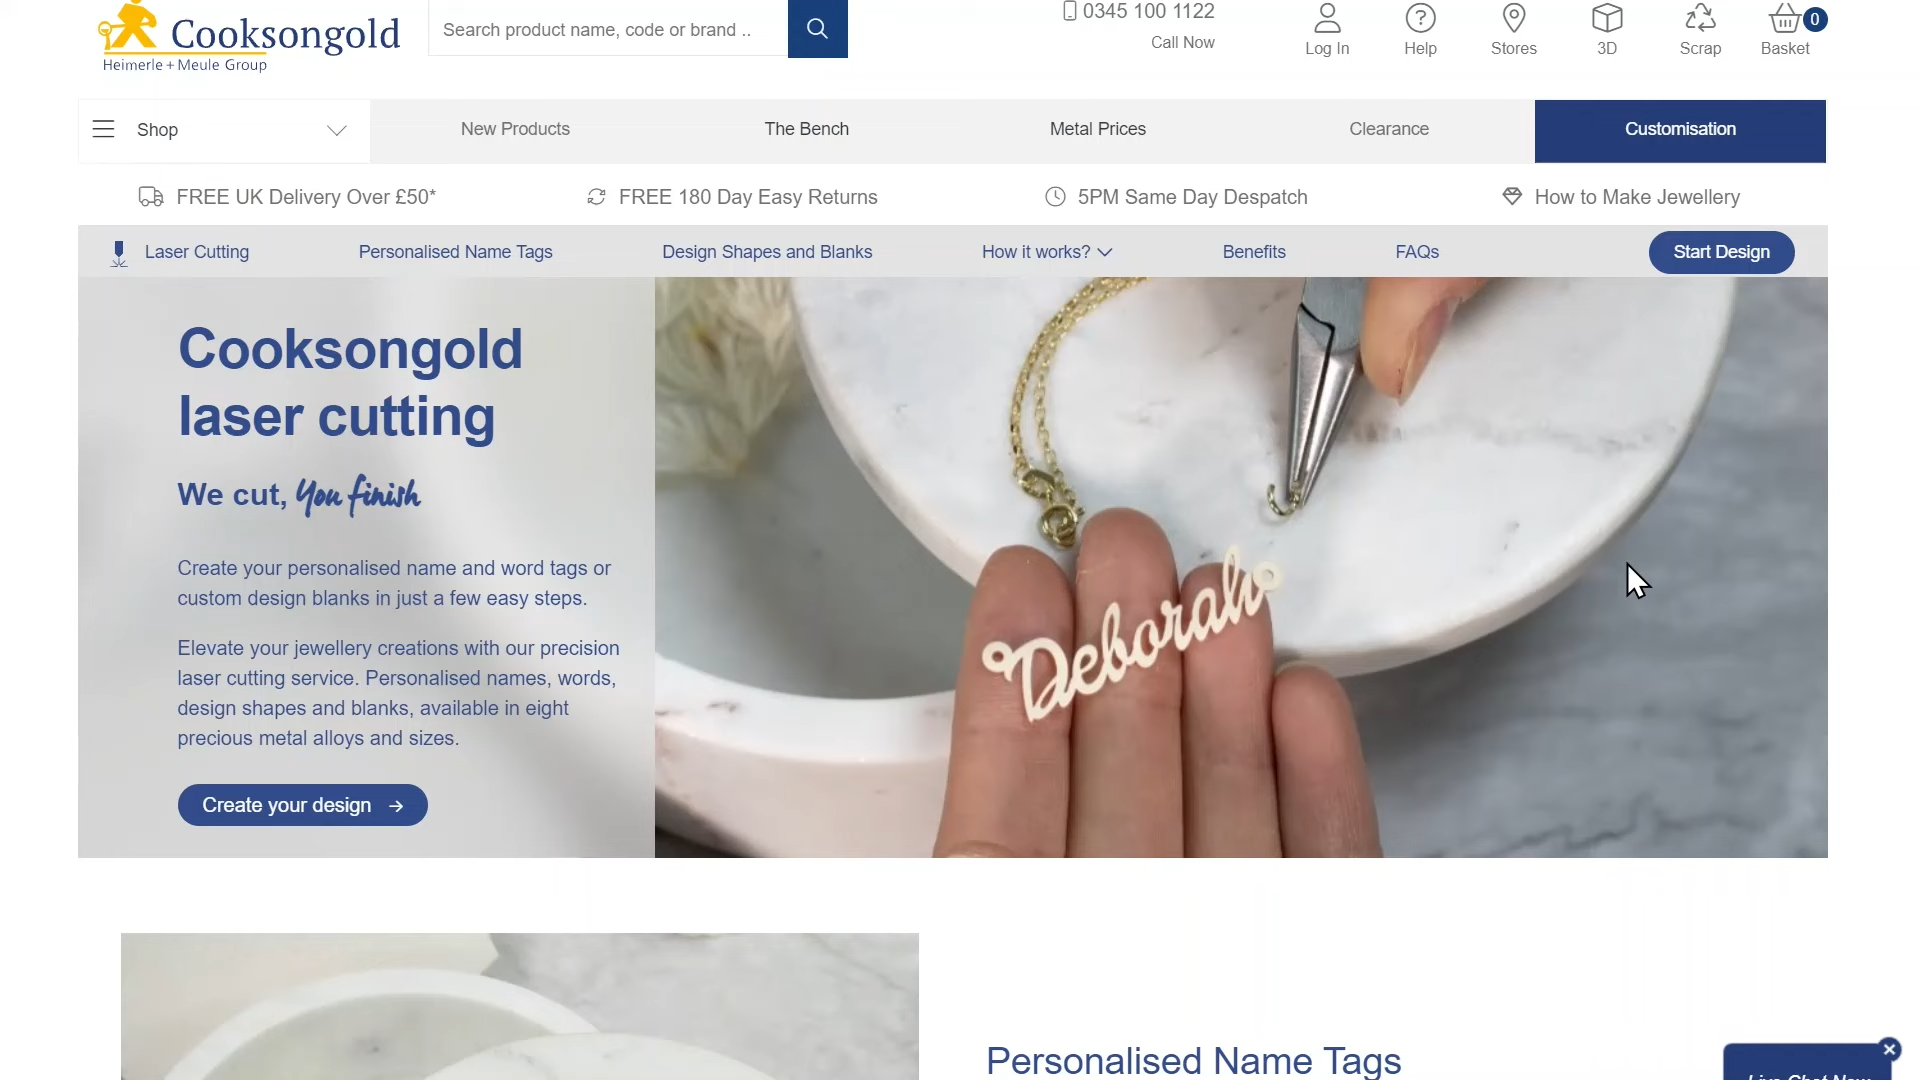 Cooksongold
Heimerle + Meule Group
Search product name, code or brand ..
0345 100 1122
Call Now
Log In
Help
Stores
3D
Scrap
0
Basket
Shop
New Products
The Bench
Metal Prices
Clearance
Customisation
FREE UK Delivery Over £50*
FREE 180 Day Easy Returns
5PM Same Day Despatch
How to Make Jewellery
Laser Cutting
Personalised Name Tags
Design Shapes and Blanks
How it works?
Benefits
FAQs
Start Design
Cooksongold
laser cutting
We cut, You finish
Create your personalised name and word tags or
custom design blanks in just a few easy steps.
Elevate your jewellery creations with our precision
laser cutting service. Personalised names, words,
design shapes and blanks, available in eight
precious metal alloys and sizes.
Create your design
Deborah
Personalised Name Tags
Live Chat Now